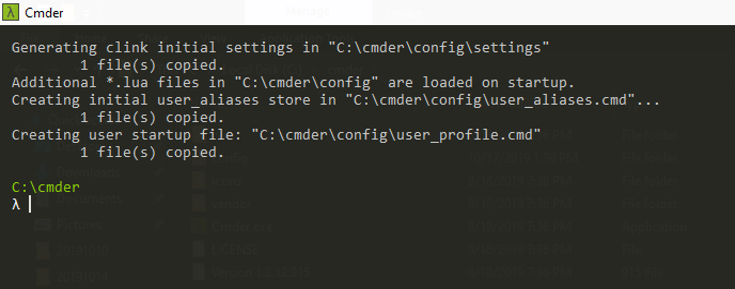 λ Cmder
Generating clink initial settings in "C:\cmder\config\settings"
        1 file(s) copied.
Additional *.lua files in "C:\cmder\config" are loaded on startup.
Creating initial user_aliases store in "C:\cmder\config\user_aliases.cmd"...
        1 file(s) copied.
Creating user startup file: "C:\cmder\config\user_profile.cmd"
        1 file(s) copied.
C:\cmder
λ